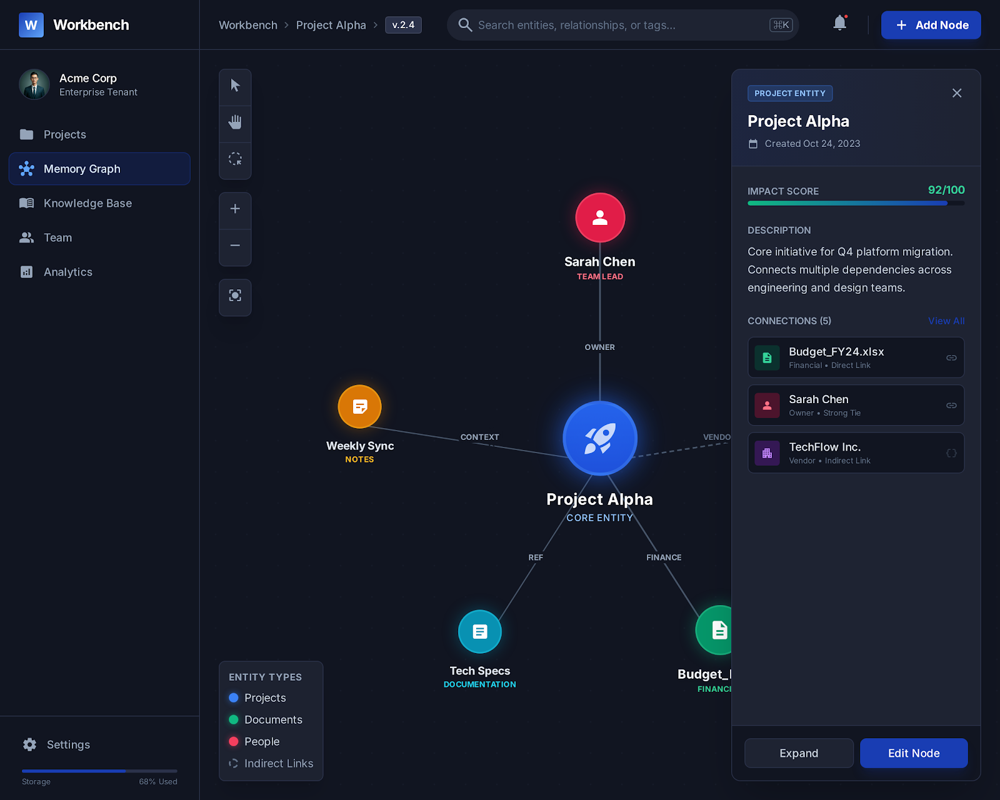 W Workbench
Workbench > Project Alpha > v.2.4
Search entities, relationships, or tags...
⌘K
+ Add Node
Acme Corp
Enterprise Tenant
Projects
Memory Graph
Knowledge Base
Team
Analytics
Settings
Storage 68% Used
Sarah Chen
TEAM LEAD
OWNER
Weekly Sync
NOTES
CONTEXT
VENDO
Project Alpha
CORE ENTITY
REF
FINANCE
Tech Specs
DOCUMENTATION
Budget_
FINANCI
ENTITY TYPES
Projects
Documents
People
Indirect Links
PROJECT ENTITY
Project Alpha
Created Oct 24, 2023
IMPACT SCORE 92/100
DESCRIPTION
Core initiative for Q4 platform migration.
Connects multiple dependencies across
engineering and design teams.
CONNECTIONS (5) View All
Budget_FY24.xlsx
Financial • Direct Link
Sarah Chen
Owner • Strong Tie
TechFlow Inc.
Vendor • Indirect Link
Expand
Edit Node